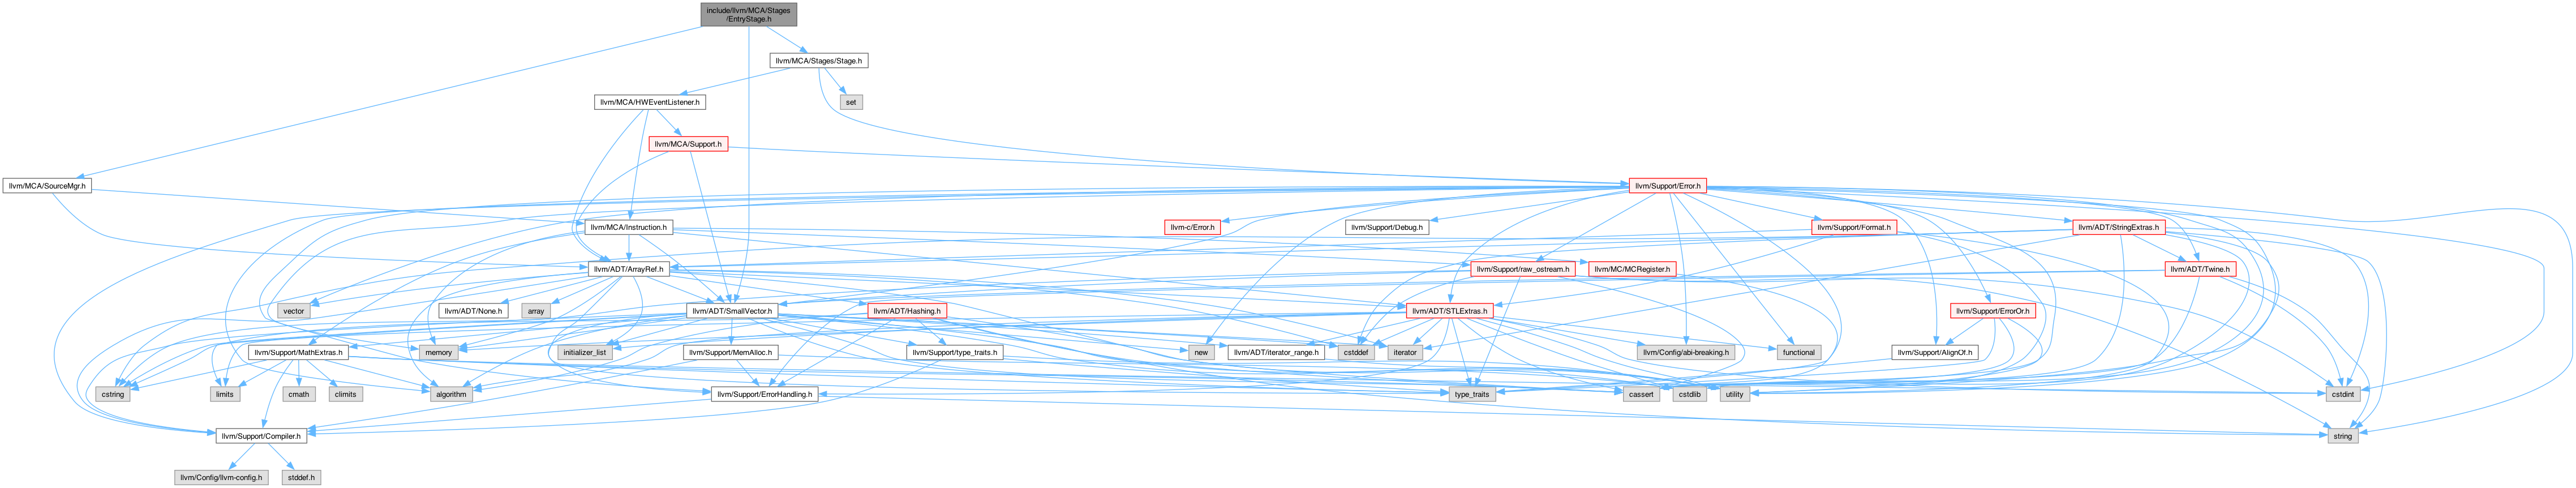 include/llvm/MCA/Stages
/EntryStage.h
llvm/MCA/Stages/Stage.h
llvm/MCA/HWEventListener.h
set
llvm/MCA/Support.h
llvm/MCA/SourceMgr.h
llvm/Support/Error.h
llvm/MCA/Instruction.h
llvm-c/Error.h
llvm/Support/Debug.h
llvm/Support/Format.h
llvm/ADT/StringExtras.h
llvm/ADT/ArrayRef.h
llvm/Support/raw_ostream.h
llvm/MC/MCRegister.h
llvm/ADT/Twine.h
vector
llvm/ADT/None.h
array
llvm/ADT/SmallVector.h
llvm/ADT/Hashing.h
llvm/ADT/STLExtras.h
llvm/Support/ErrorOr.h
llvm/Support/MathExtras.h
memory
initializer_list
llvm/Support/MemAlloc.h
llvm/Support/type_traits.h
new
llvm/ADT/iterator_range.h
cstddef
iterator
llvm/Config/abi-breaking.h
functional
llvm/Support/AlignOf.h
cstring
limits
cmath
climits
algorithm
llvm/Support/ErrorHandling.h
type_traits
cassert
cstdlib
utility
cstdint
llvm/Support/Compiler.h
string
llvm/Config/llvm-config.h
stddef.h